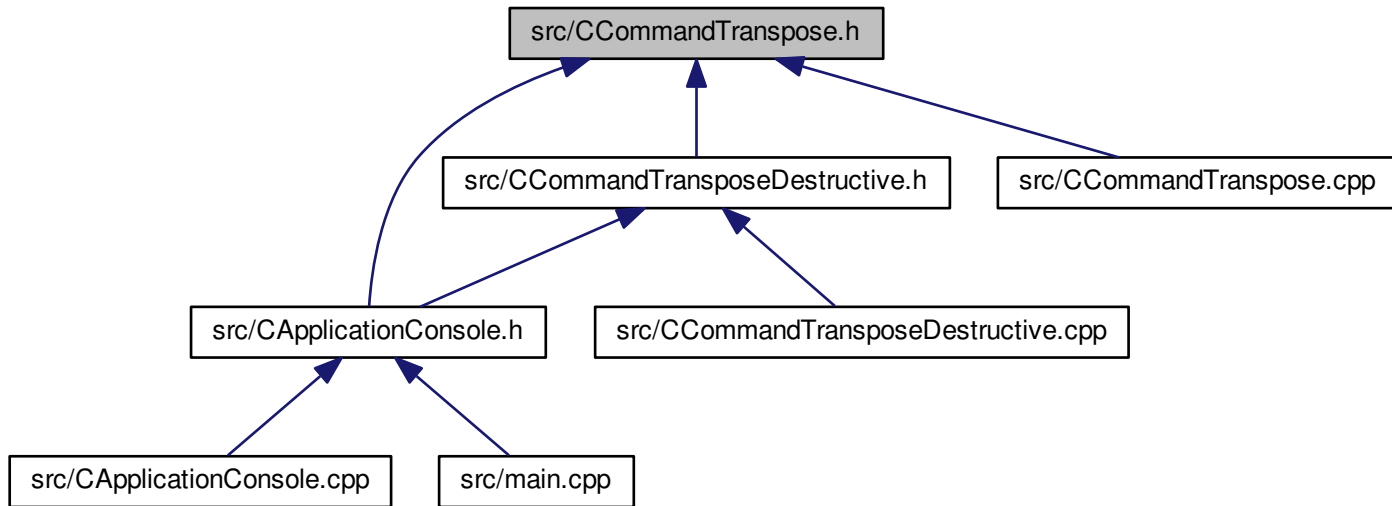 src/CCommandTranspose.h
src/CCommandTransposeDestructive.h
src/CCommandTranspose.cpp
src/CApplicationConsole.h
src/CCommandTransposeDestructive.cpp
src/CApplicationConsole.cpp
src/main.cpp